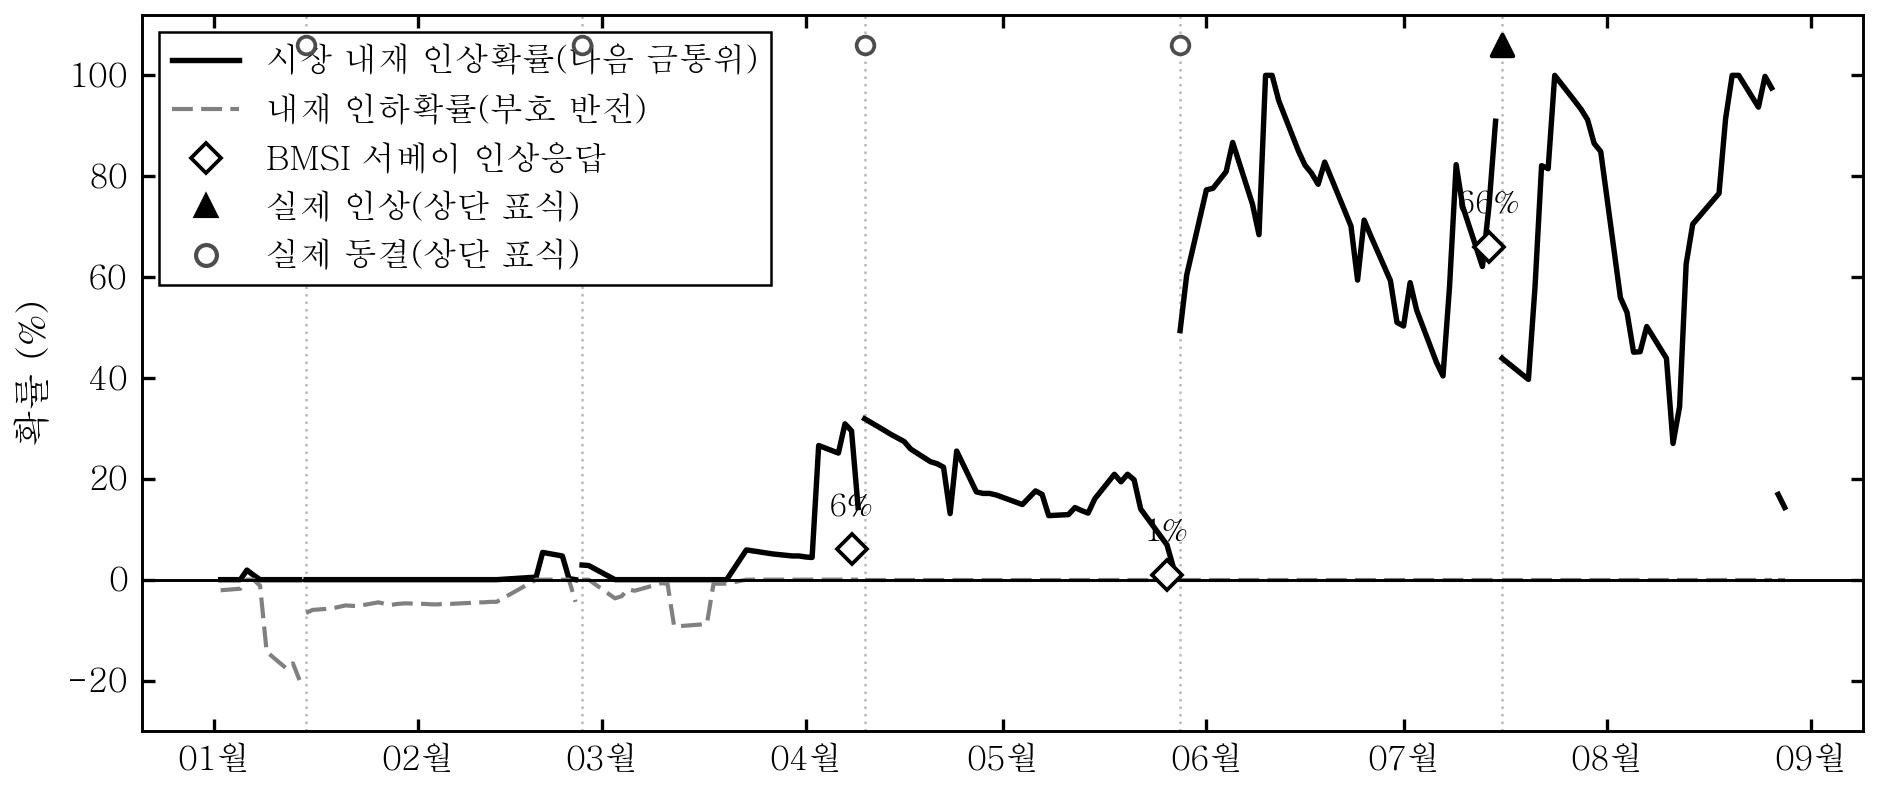 시장 내재 인상확률(다음 금통위)
내재 인하확률(부호 반전)
BMSI 서베이 인상응답
실제 인상(상단 표식)
실제 동결(상단 표식)
확률 (%)
100
80
60
40
20
0
-20
66%
6%
1%
01월 02월 03월 04월 05월 06월 07월 08월 09월